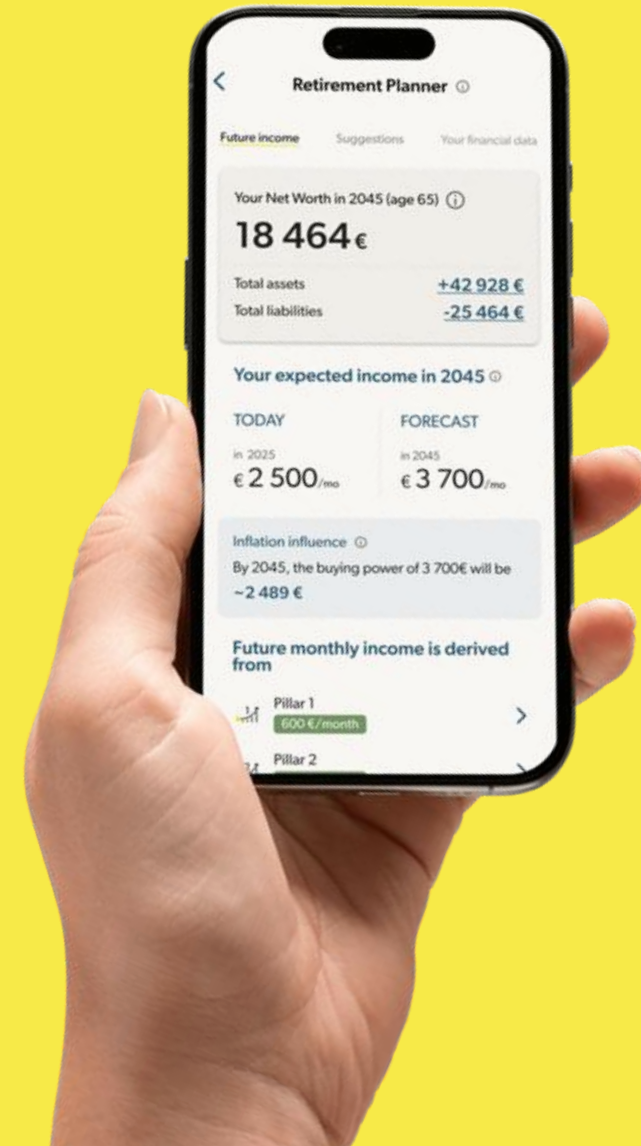 Retirement Planner
Future income Suggestions Your financial data
Your Net Worth in 2045 (age 65)
18 464 €
Total assets +42 928 €
Total liabilities -25 464 €
Your expected income in 2045
TODAY FORECAST
in 2025 in 2045
€ 2 500/mo € 3 700/mo
Inflation influence
By 2045, the buying power of 3 700€ will be
~2 489 €
Future monthly income is derived
from
Pillar 1
600 €/month
Pillar 2